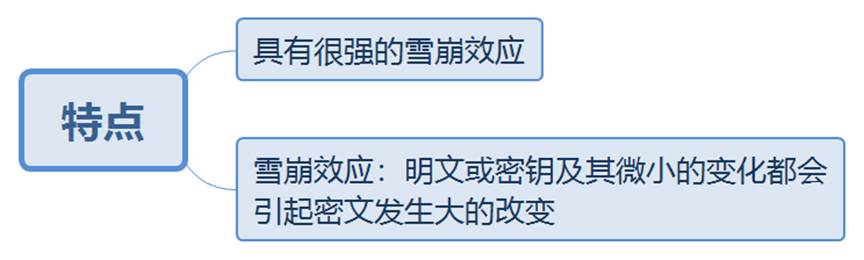 特点
具有很强的雪崩效应
雪崩效应：明文或密钥及其微小的变化都会
引起密文发生大的改变